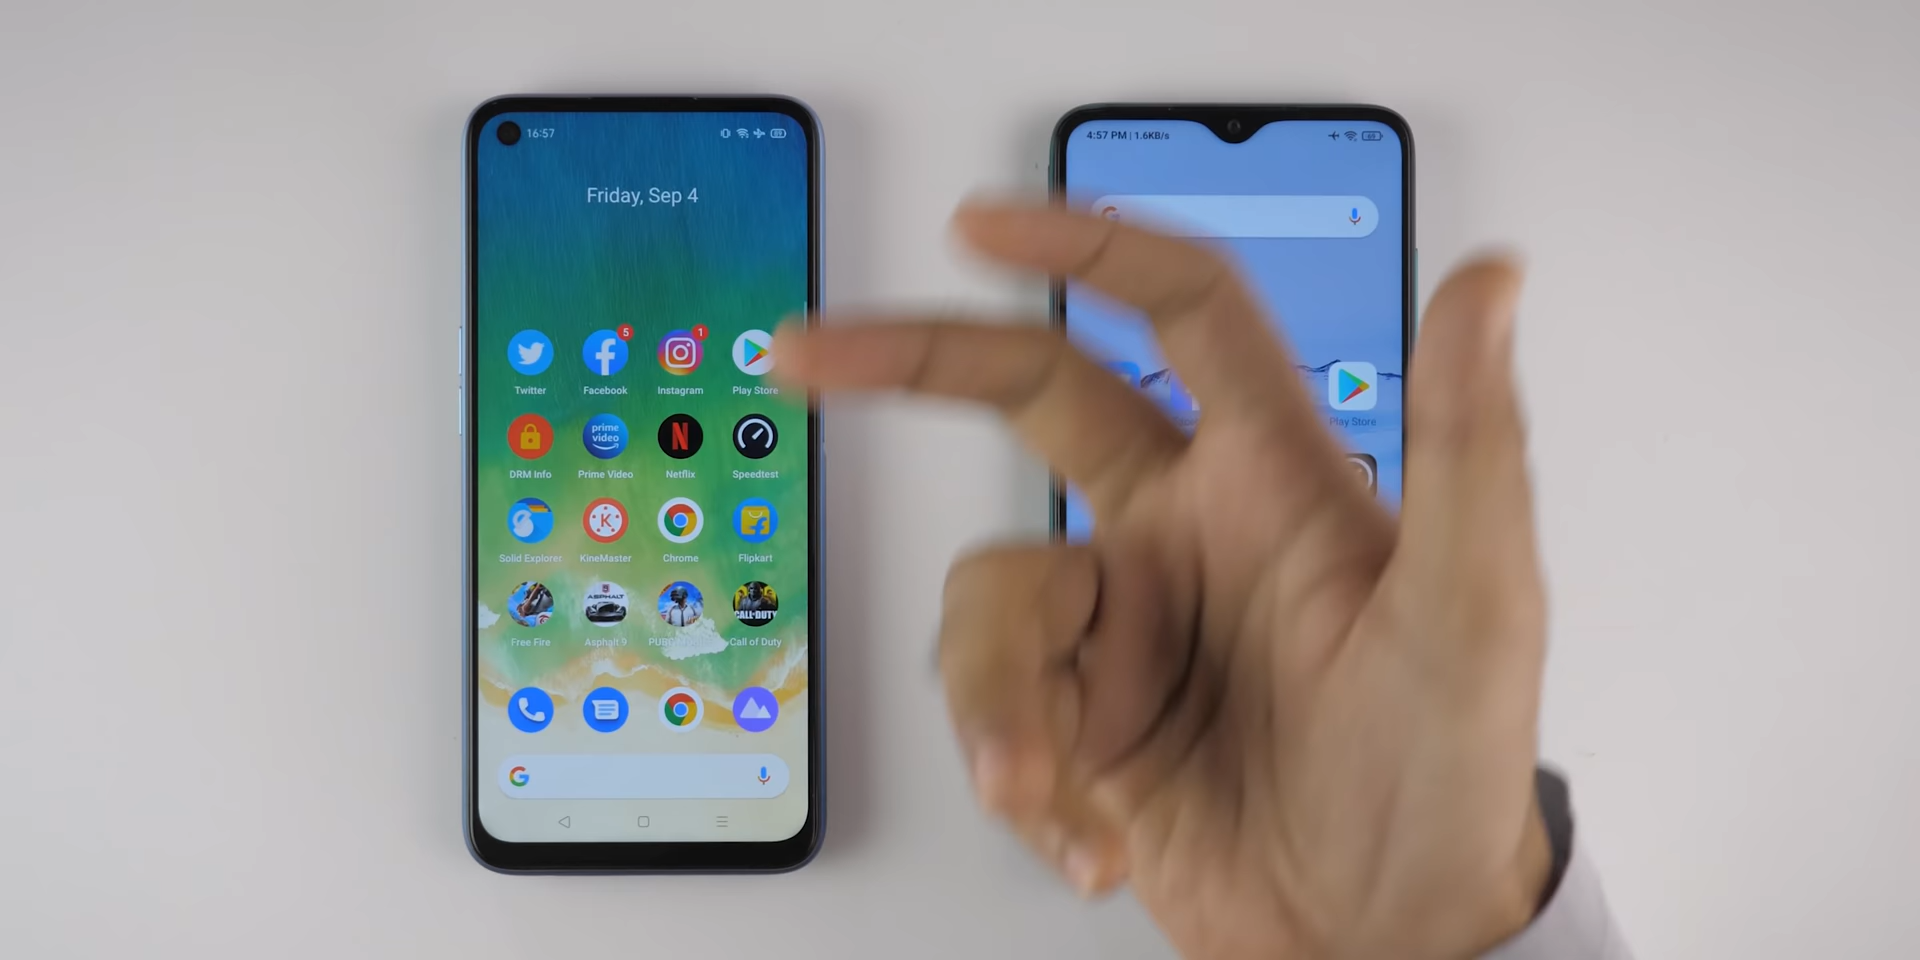 16:57
Friday, Sep 4
5
1
Twitter
Facebook
Instagram
Play Store
prime
video
N
DRM Info
Prime Video
Netflix
Speedtest
K
Solid Explorer
KineMaster
Chrome
Flipkart
ASPHALT
CALL·DUTY
Free Fire
Asphalt 9
PUBG
Call of Duty
G
4:57 PM | 1.6KB/s
G
Play Store